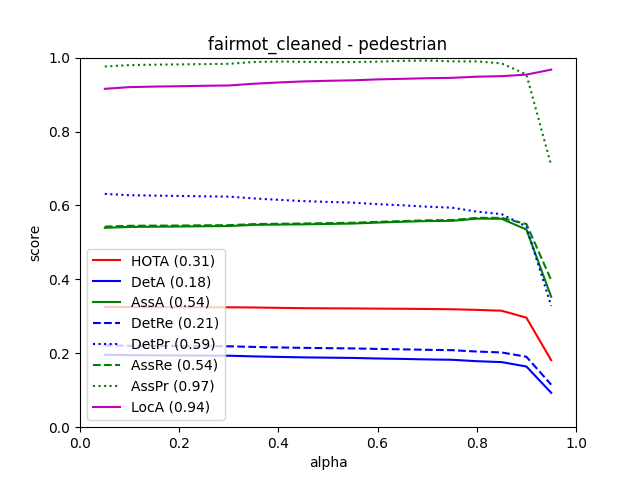 fairmot_cleaned - pedestrian
1.0
0.8
0.6
0.4
0.2
0.0
score
HOTA (0.31)
DetA (0.18)
AssA (0.54)
DetRe (0.21)
DetPr (0.59)
AssRe (0.54)
AssPr (0.97)
LocA (0.94)
0.0 0.2 0.4 0.6 0.8 1.0
alpha